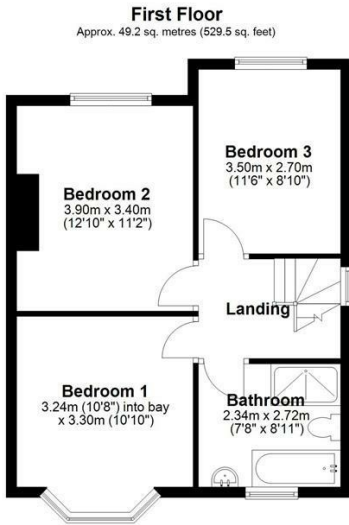 First Floor
Approx. 49.2 sq. metres (529.5 sq. feet)
Bedroom 3
3.50m x 2.70m
(11'6" x 8'10")
Bedroom 2
3.90m x 3.40m
(12'10" x 11'2")
Landing
Bedroom 1
3.24m (10'8") into bay
x 3.30m (10'10")
Bathroom
2.34m x 2.72m
(7'8" x 8'11")